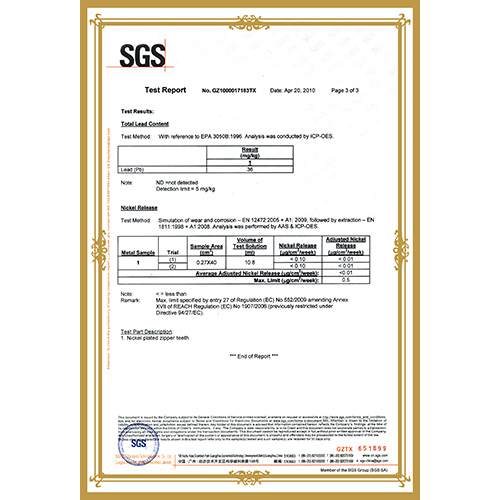 SGS
Test Report No. GZ1000017183TX Date: Apr 20, 2010 Page 3 of 3
Test Results:
Total Lead Content
Test Method: With reference to EPA 3050B:1996. Analysis was conducted by ICP-OES.
Result
(mg/kg)
1
Lead (Pb) 36
Note: ND =not detected
Detection limit = 5 mg/kg
Nickel Release
Test Method: Simulation of wear and corrosion – EN 12472:2005 + A1: 2009, followed by extraction – EN
1811:1998 + A1:2008. Analysis was performed by AAS & ICP-OES.
Metal Sample Trial Sample Area (cm²) Volume of Test Solution (ml) Nickel Release (µg/cm²/week) Adjusted Nickel Release (µg/cm²/week)
1 (1) 0.27X40 10.8 < 0.10 < 0.01
(2) < 0.10 < 0.01
Average Adjusted Nickel Release (µg/cm²/week) <0.01
Max. Limit (µg/cm²/week) 0.5
Note: < = less than
Remark: Max. limit specified by entry 27 of Regulation (EC) No 552/2009 amending Annex
XVII of REACH Regulation (EC) No 1907/2006 (previously restricted under
Directive 94/27/EC).
Test Part Description:
1. Nickel plated zipper teeth
*** End of Report ***
SGS
GZTX 651899
www.cn.sgs.com
Member of the SGS Group (SGS SA)